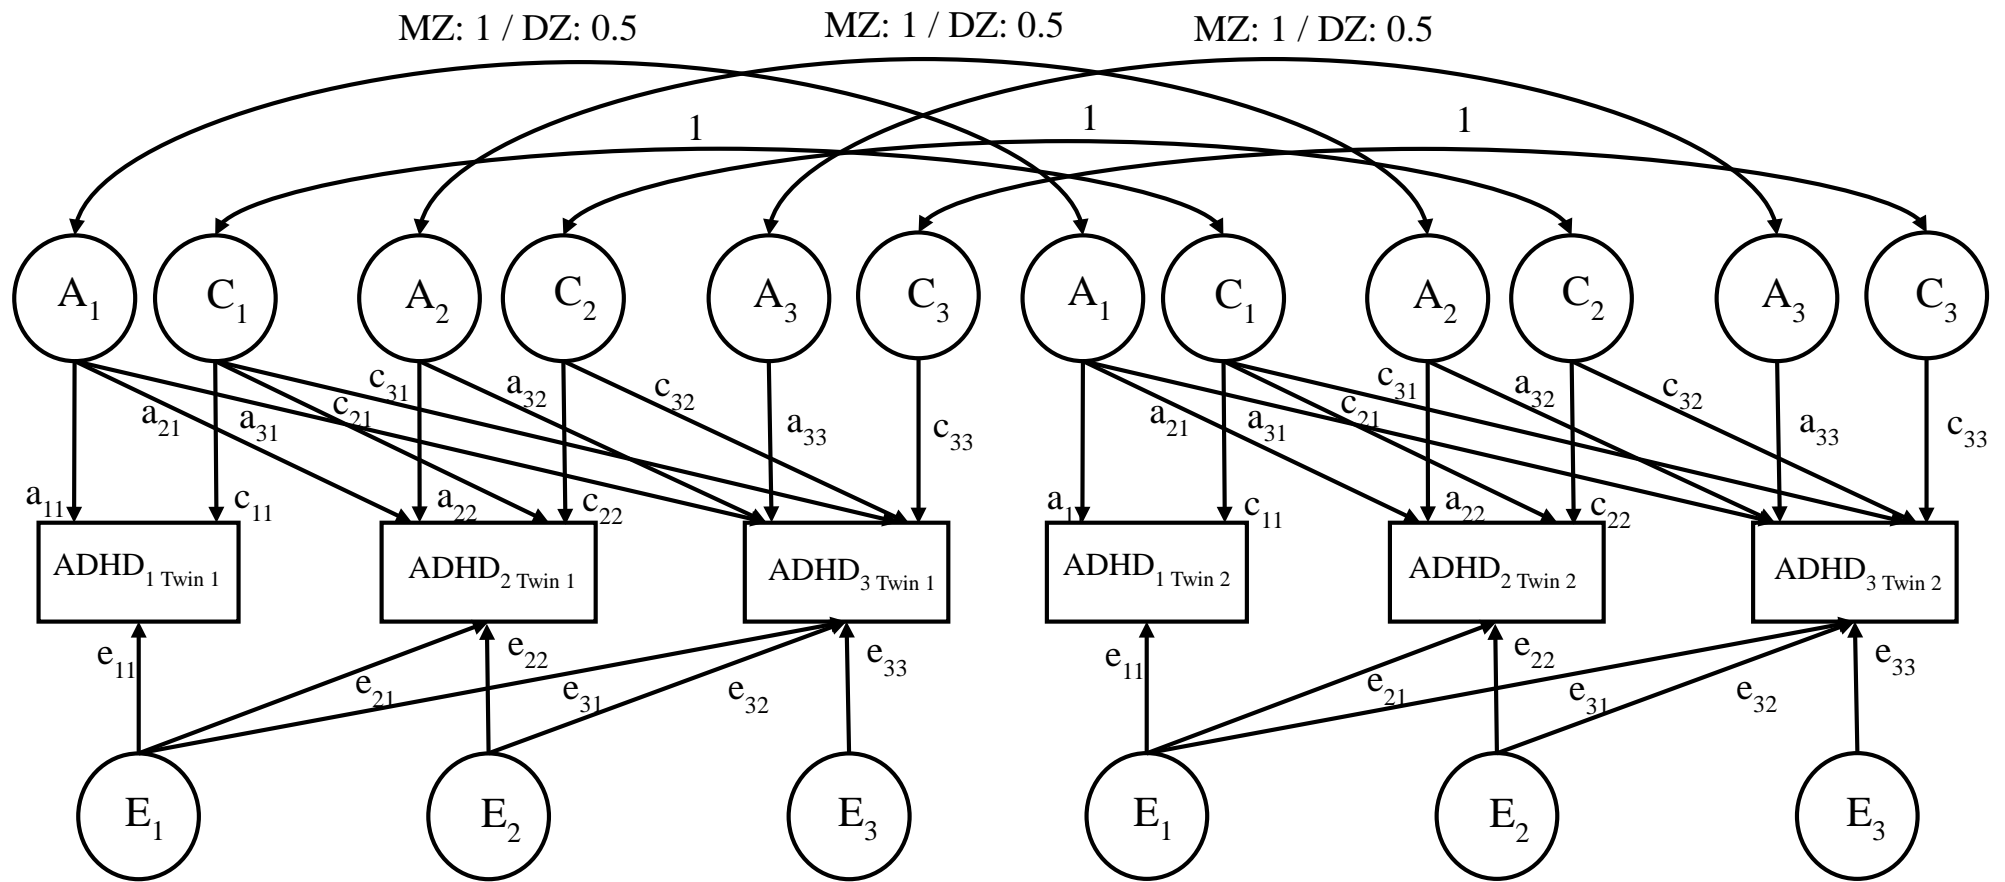 MZ: 1 / DZ: 0.5 MZ: 1 / DZ: 0.5 MZ: 1 / DZ: 0.5
1 1 1
A₁ C₁ A₂ C₂ A₃ C₃ A₁ C₁ A₂ C₂ A₃ C₃
c₃₁ a₃₂ c₃₂ c₃₁ a₃₂ c₃₂
a₂₁ a₃₁ c₂₁ a₃₃ c₃₃ a₂₁ a₃₁ c₂₁ a₃₃ c₃₃
a₁₁ c₁₁ a₂₂ c₂₂ a₁ c₁₁ a₂₂ c₂₂
ADHD₁ Twin 1 ADHD₂ Twin 1 ADHD₃ Twin 1 ADHD₁ Twin 2 ADHD₂ Twin 2 ADHD₃ Twin 2
e₁₁ e₂₂ e₃₃ e₁₁ e₂₂ e₃₃
e₂₁ e₃₁ e₃₂ e₂₁ e₃₁ e₃₂
E₁ E₂ E₃ E₁ E₂ E₃